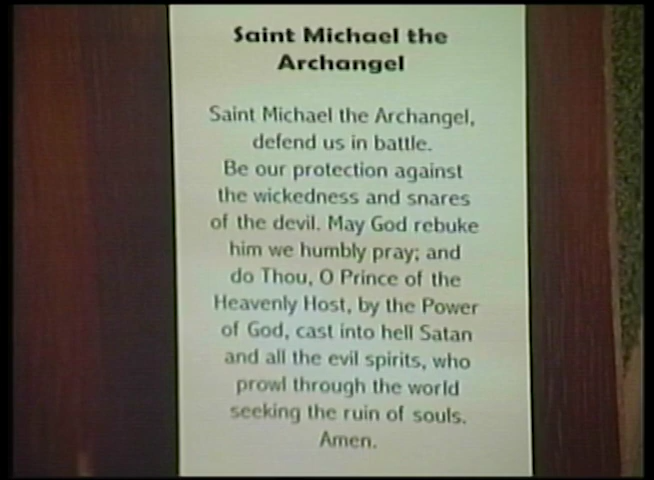 Saint Michael the
Archangel
Saint Michael the Archangel,
defend us in battle.
Be our protection against
the wickedness and snares
of the devil. May God rebuke
him we humbly pray; and
do Thou, O Prince of the
Heavenly Host, by the Power
of God, cast into hell Satan
and all the evil spirits, who
prowl through the world
seeking the ruin of souls.
Amen.